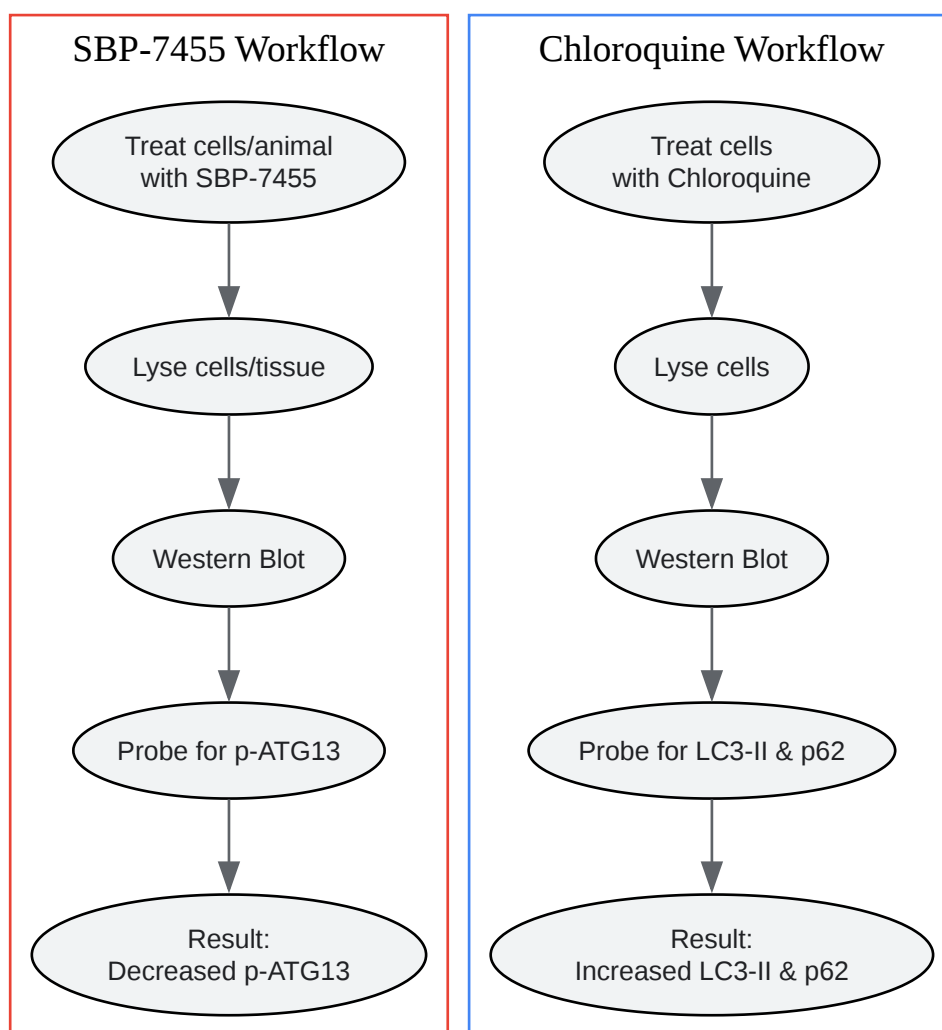 SBP-7455 Workflow
Treat cells/animal
with SBP-7455
Lyse cells/tissue
Western Blot
Probe for p-ATG13
Result:
Decreased p-ATG13
Chloroquine Workflow
Treat cells
with Chloroquine
Lyse cells
Western Blot
Probe for LC3-II & p62
Result:
Increased LC3-II & p62